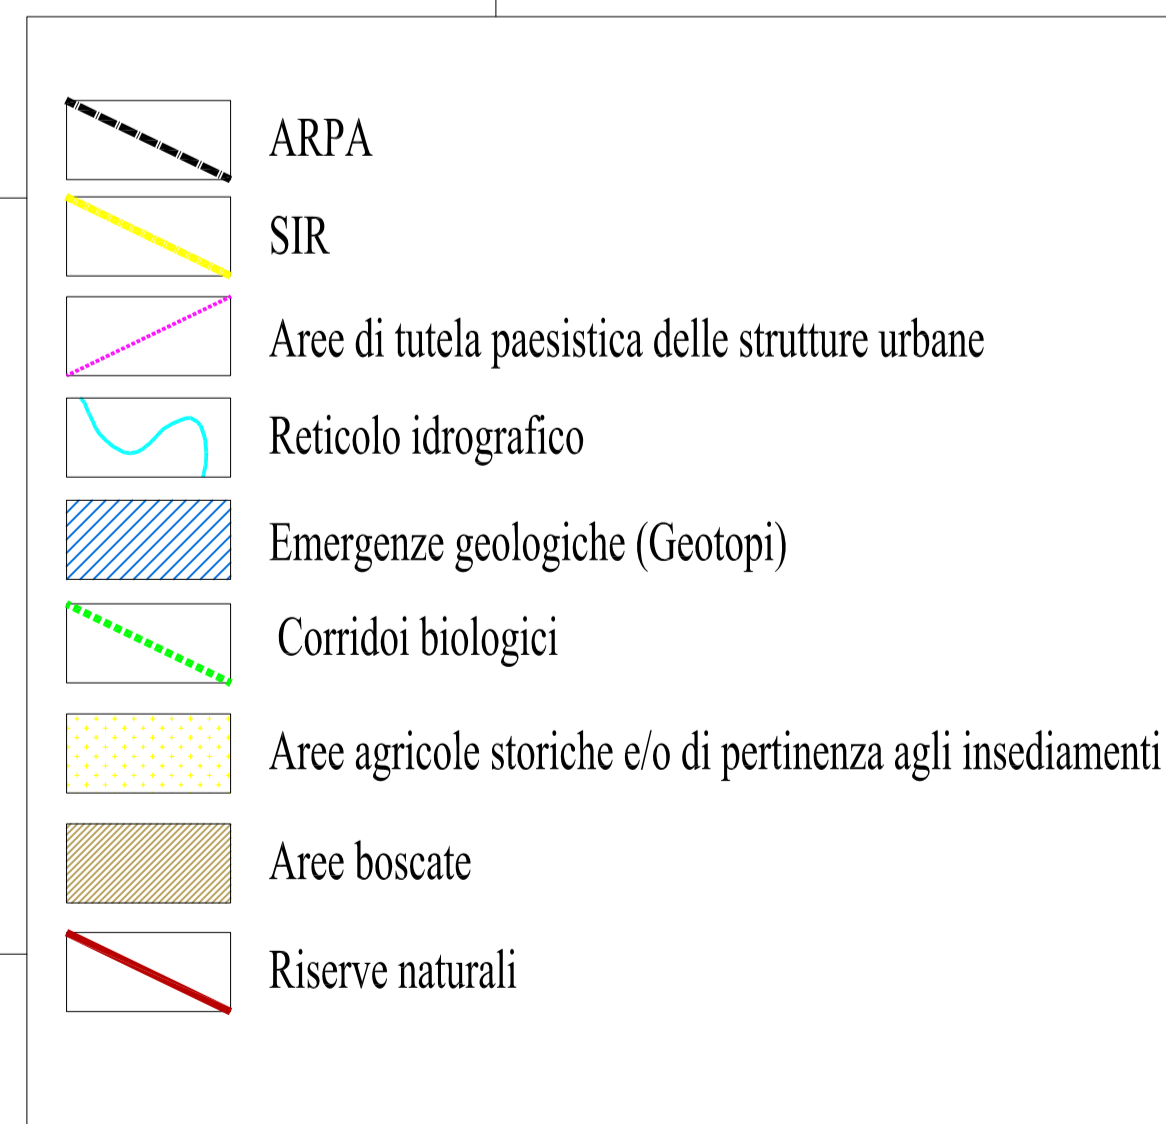 ARPA
SIR
Aree di tutela paesistica delle strutture urbane
Reticolo idrografico
Emergenze geologiche (Geotopi)
Corridoi biologici
Aree agricole storiche e/o di pertinenza agli insediamenti
Aree boscate
Riserve naturali